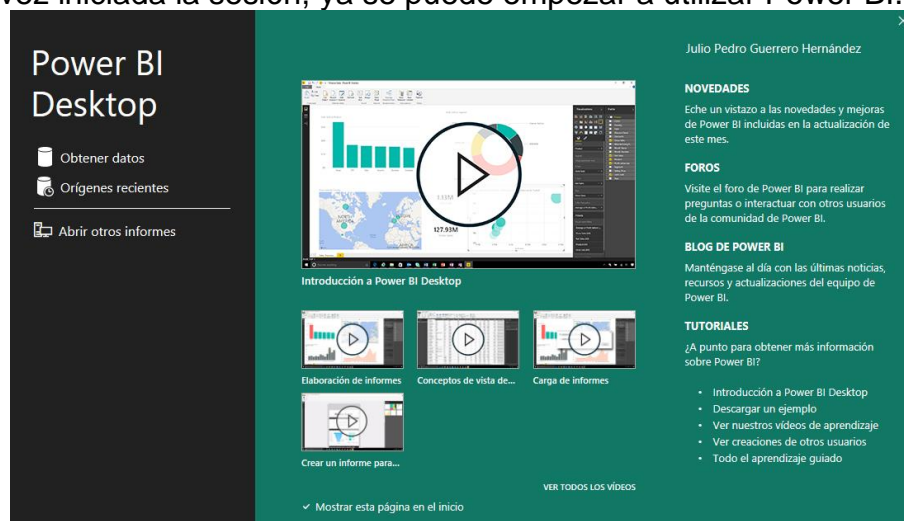 vez iniciada la sesión, ya se puede empezar a utilizar Power BI.
Power BI
Desktop
Obtener datos
Orígenes recientes
Abrir otros informes
Introducción a Power BI Desktop
Elaboración de informes
Conceptos de vista de...
Carga de informes
Crear un informe para...
VER TODOS LOS VÍDEOS
Mostrar esta página en el inicio
Julio Pedro Guerrero Hernández
NOVEDADES
Eche un vistazo a las novedades y mejoras
de Power BI incluidas en la actualización de
este mes.
FOROS
Visite el foro de Power BI para realizar
preguntas o interactuar con otros usuarios
de la comunidad de Power BI.
BLOG DE POWER BI
Manténgase al día con las últimas noticias,
recursos y actualizaciones del equipo de
Power BI.
TUTORIALES
¿A punto para obtener más información
sobre Power BI?
• Introducción a Power BI Desktop
• Descargar un ejemplo
• Ver nuestros vídeos de aprendizaje
• Ver creaciones de otros usuarios
• Todo el aprendizaje guiado